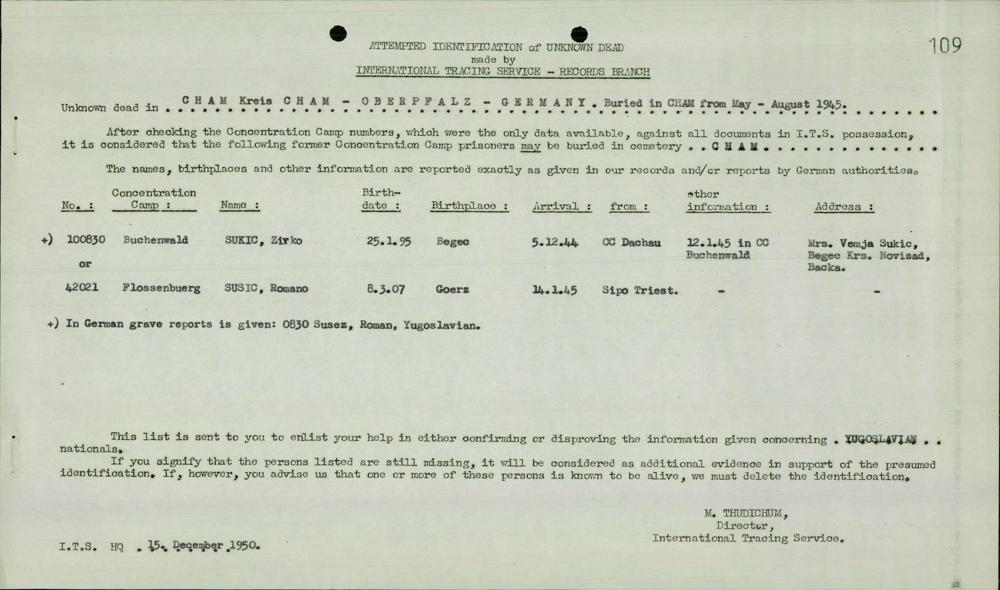 109
ATTEMPTED IDENTIFICATION of UNKNOWN DEAD
made by
INTERNATIONAL TRACING SERVICE - RECORDS BRANCH
Unknown dead in . CHAM Kreis CHAM - OBERPFALZ - GERMANY. Buried in CHAM from May - August 1945.
After checking the Concentration Camp numbers, which were the only data available, against all documents in I.T.S. possession,
it is considered that the following former Concentration Camp prisoners may be buried in cemetery . . CHAM. . . . . . . . . . . . . .
The names, birthplaces and other information are reported exactly as given in our records and/or reports by German authorities.
No. : Concentration Camp : Name : Birth-date : Birthplace : Arrival : from : other information : Address :
+) 100830 Buchenwald SUKIC, Zivko 25.1.95 Begec 5.12.44 CC Dachau 12.1.45 in CC Mrs. Vemja Sukic,
Buchenwald Begec Krs. Novisad,
or Backa.
42021 Flossenbuerg SUSIC, Romano 8.3.07 Goerz 14.1.45 Sipo Triest. - -
+) In German grave reports is given: 0830 Susez, Roman, Yugoslavian.
This list is sent to you to enlist your help in either confirming or disproving the information given concerning . YUGOSLAVIAN . .
nationals.
If you signify that the persons listed are still missing, it will be considered as additional evidence in support of the presumed
identification. If, however, you advise us that one or more of these persons is known to be alive, we must delete the identification.
M. THUDICHUM,
Director,
International Tracing Service.
I.T.S. HQ . 15. December 1950.